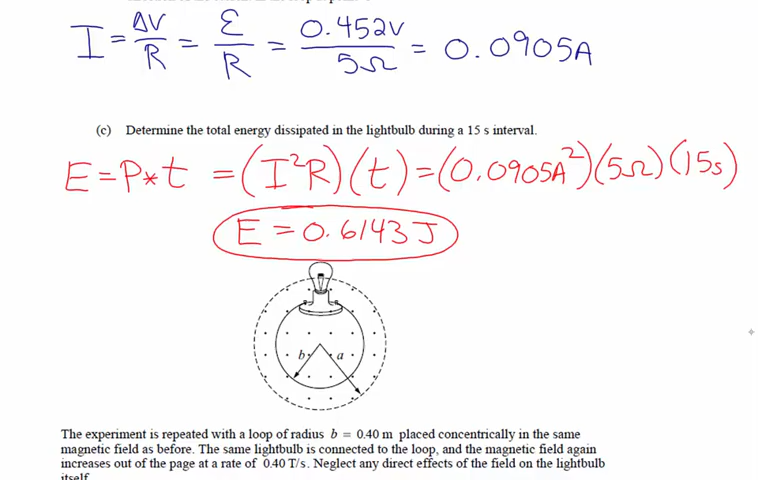 I = ΔV/R = ε/R = 0.452V/5Ω = 0.0905A
(c) Determine the total energy dissipated in the lightbulb during a 15 s interval.
E = P*t = (I²R)(t) = (0.0905A²)(5Ω)(15s)
E = 0.6143 J
b a
The experiment is repeated with a loop of radius b = 0.40 m placed concentrically in the same
magnetic field as before. The same lightbulb is connected to the loop, and the magnetic field again
increases out of the page at a rate of 0.40 T/s. Neglect any direct effects of the field on the lightbulb
itself.